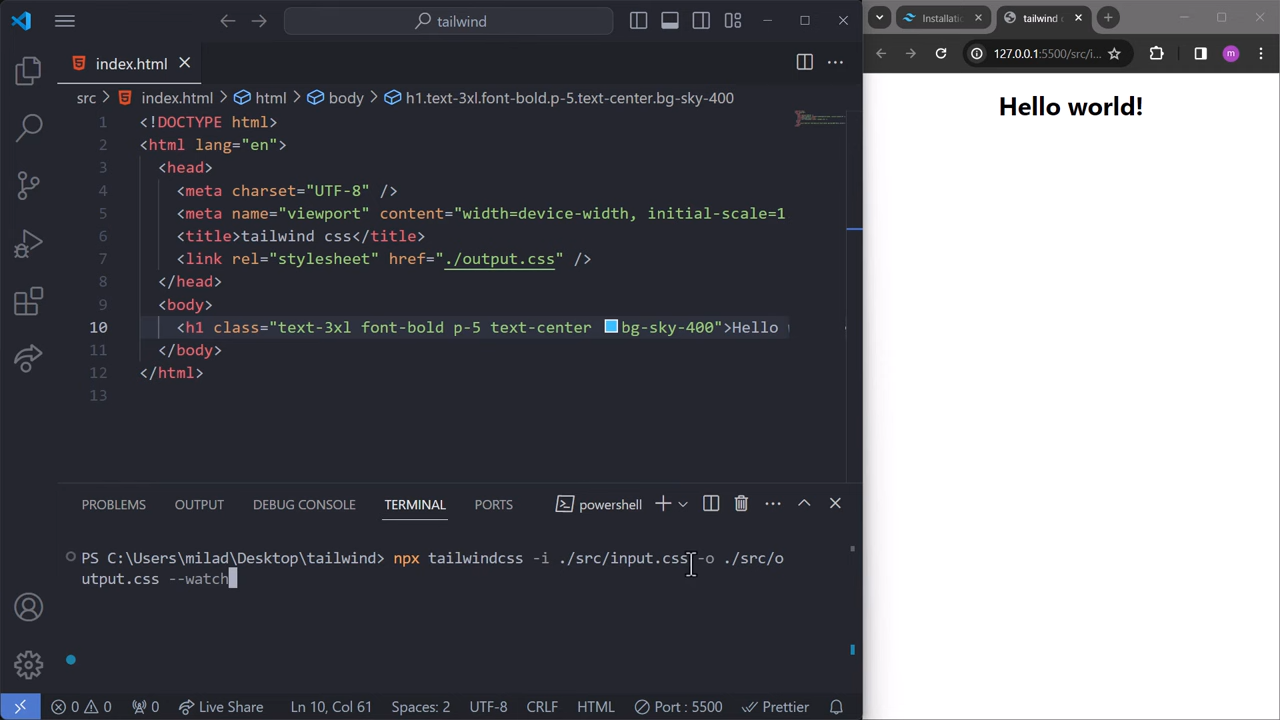 tailwind
Installati
tailwind c
index.html
127.0.0.1:5500/src/i...
m
src > index.html > html > body > h1.text-3xl.font-bold.p-5.text-center.bg-sky-400
1 <!DOCTYPE html>
2 <html lang="en">
3 <head>
4 <meta charset="UTF-8" />
5 <meta name="viewport" content="width=device-width, initial-scale=1
6 <title>tailwind css</title>
7 <link rel="stylesheet" href="./output.css" />
8 </head>
9 <body>
10 <h1 class="text-3xl font-bold p-5 text-center bg-sky-400">Hello
11 </body>
12 </html>
13
Hello world!
PROBLEMS OUTPUT DEBUG CONSOLE TERMINAL PORTS powershell
PS C:\Users\milad\Desktop\tailwind> npx tailwindcss -i ./src/input.css -o ./src/o
utput.css --watch
0 0 0 Live Share Ln 10, Col 61 Spaces: 2 UTF-8 CRLF HTML Port : 5500 Prettier